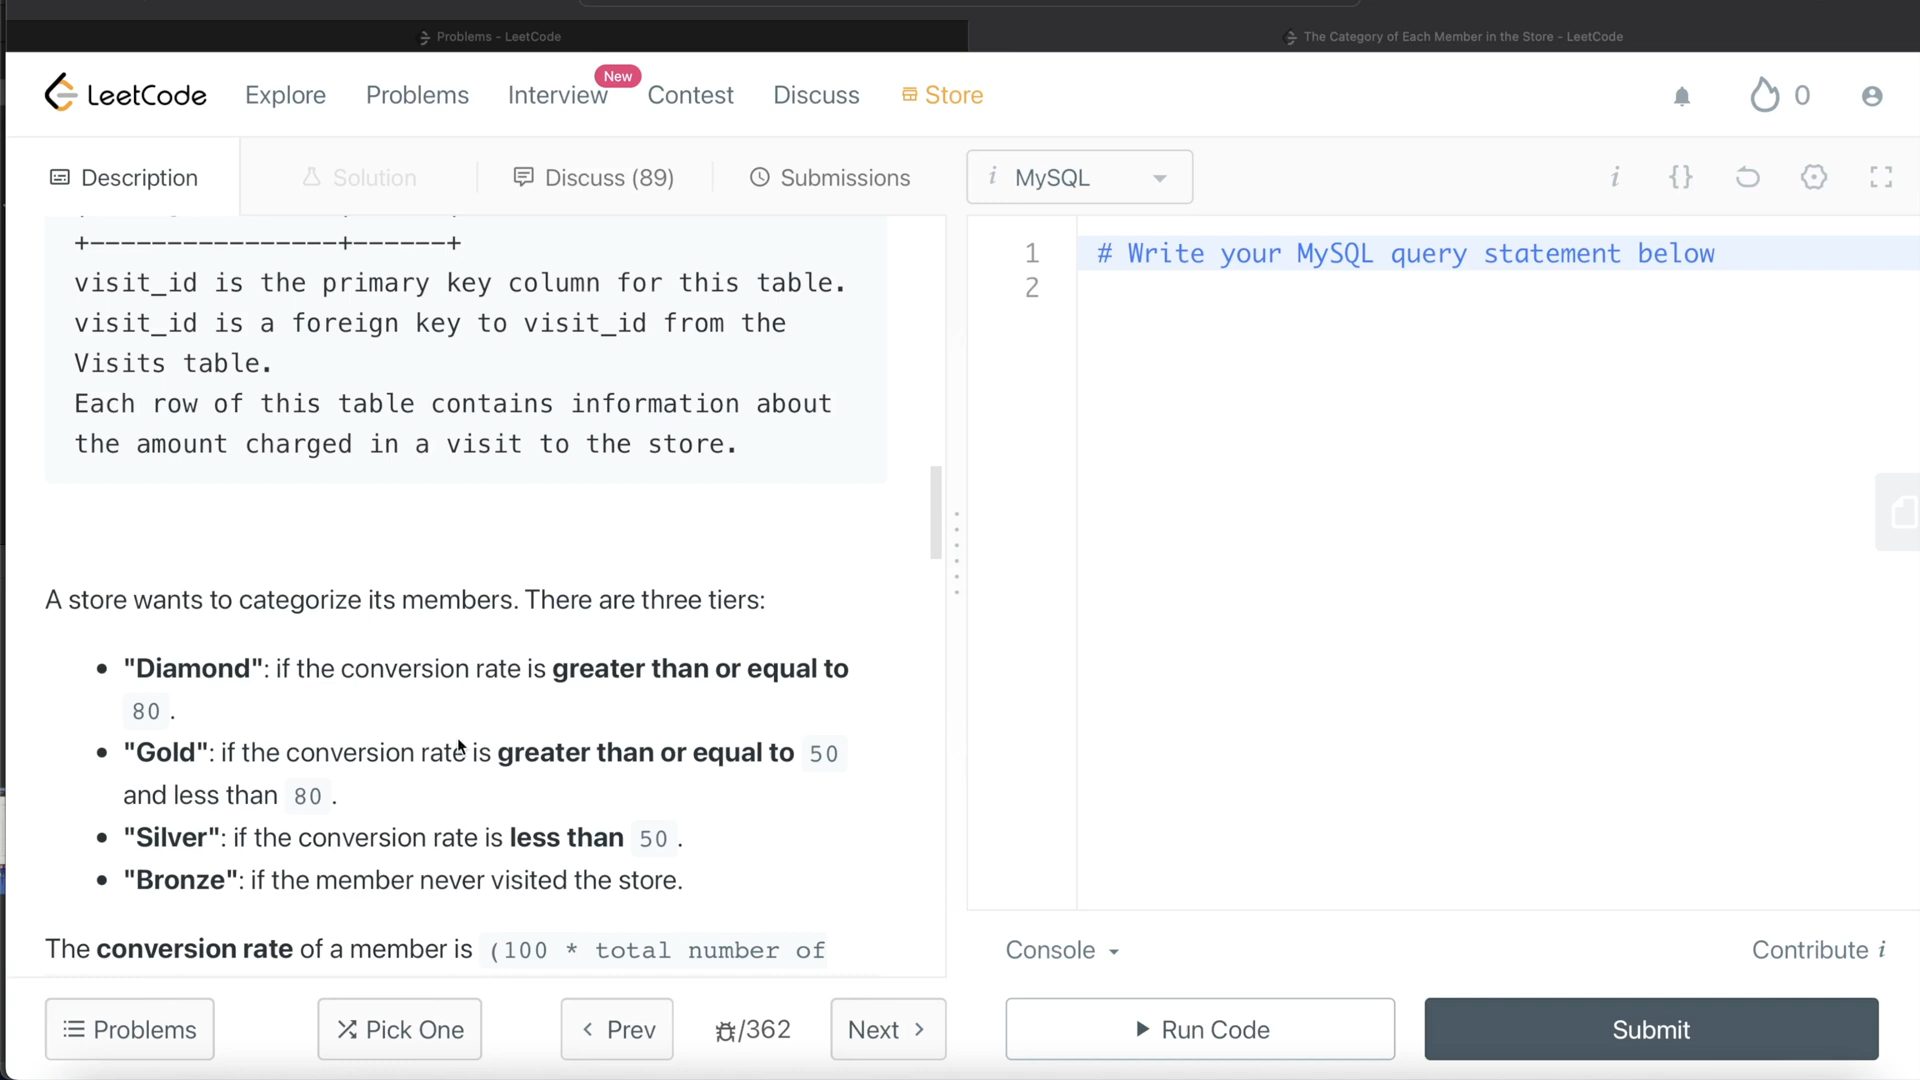 Problems - LeetCode
The Category of Each Member in the Store - LeetCode
LeetCode Explore Problems Interview New Contest Discuss Store 0
Description Solution Discuss (89) Submissions
i MySQL i {}
+----------------+------+
visit_id is the primary key column for this table.
visit_id is a foreign key to visit_id from the
Visits table.
Each row of this table contains information about
the amount charged in a visit to the store.
A store wants to categorize its members. There are three tiers:
• "Diamond": if the conversion rate is greater than or equal to
80 .
• "Gold": if the conversion rate is greater than or equal to 50
and less than 80 .
• "Silver": if the conversion rate is less than 50 .
• "Bronze": if the member never visited the store.
The conversion rate of a member is (100 * total number of
1 # Write your MySQL query statement below
2
Console
Contribute i
Problems Pick One < Prev /362 Next >
Run Code Submit